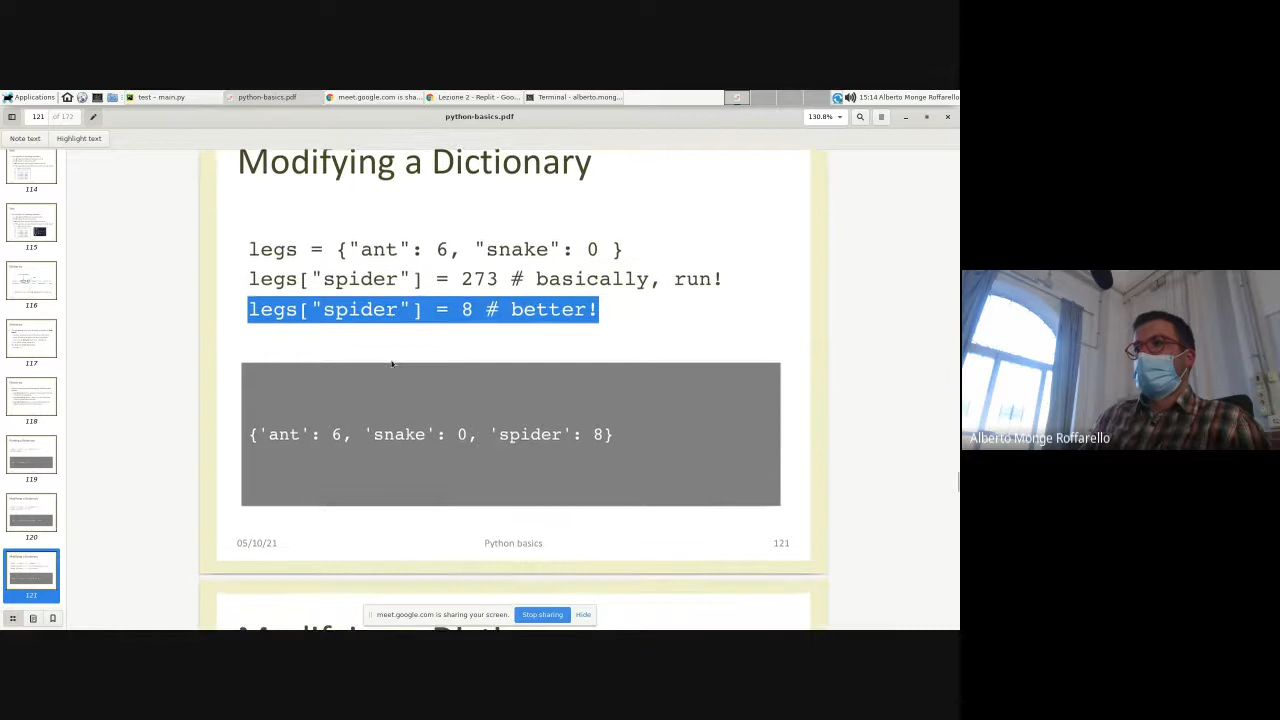 Applications
test - main.py
python-basics.pdf
meet.google.com is sha...
Lezione 2 - Replit - Goo...
Terminal - alberto.mong...
15:14 Alberto Monge Roffarello
121 of 172
python-basics.pdf
130.8%
Note text
Highlight text
114
115
116
117
118
119
120
121
Modifying a Dictionary
legs = {"ant": 6, "snake": 0 }
legs["spider"] = 273 # basically, run!
legs["spider"] = 8 # better!
{'ant': 6, 'snake': 0, 'spider': 8}
05/10/21
Python basics
121
meet.google.com is sharing your screen.
Stop sharing
Hide
Alberto Monge Roffarello